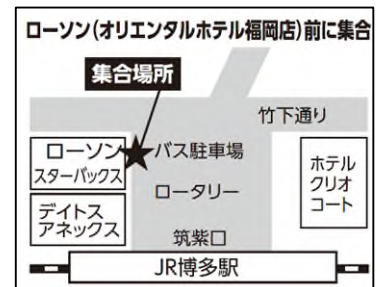 ローソン(オリエンタルホテル福岡店)前に集合
集合場所
竹下通り
ローソン
スターバックス
バス駐車場
ホテル
クリオ
コート
ロータリー
デイトス
アネックス
筑紫口
JR博多駅